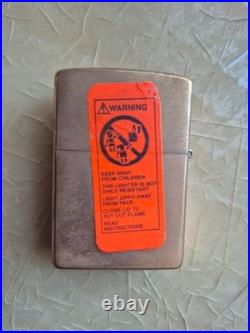 WARNING
KEEP AWAY
FROM CHILDREN
THIS LIGHTER IS NOT
CHILD RESISTANT
LIGHT ZIPPO AWAY
FROM FACE
CLOSE LID TO
PUT OUT FLAME
READ
INSTRUCTIONS